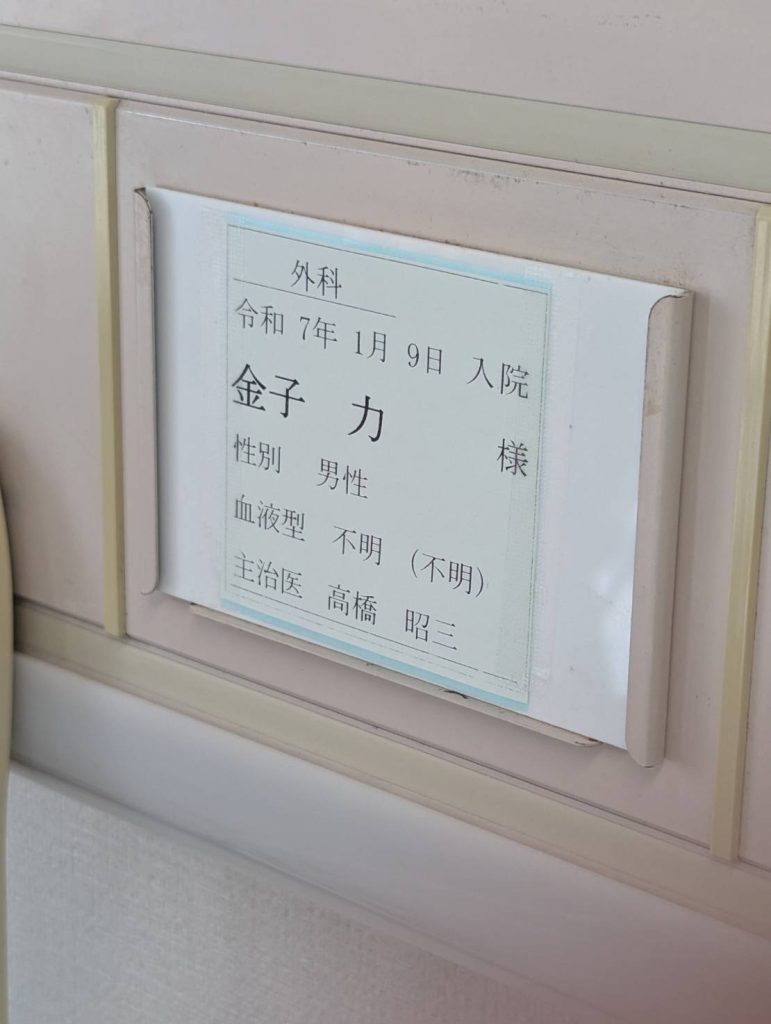 外科
令和 7年 1月 9日 入院
金子 力 様
性別 男性
血液型 不明 (不明)
主治医 高橋 昭三